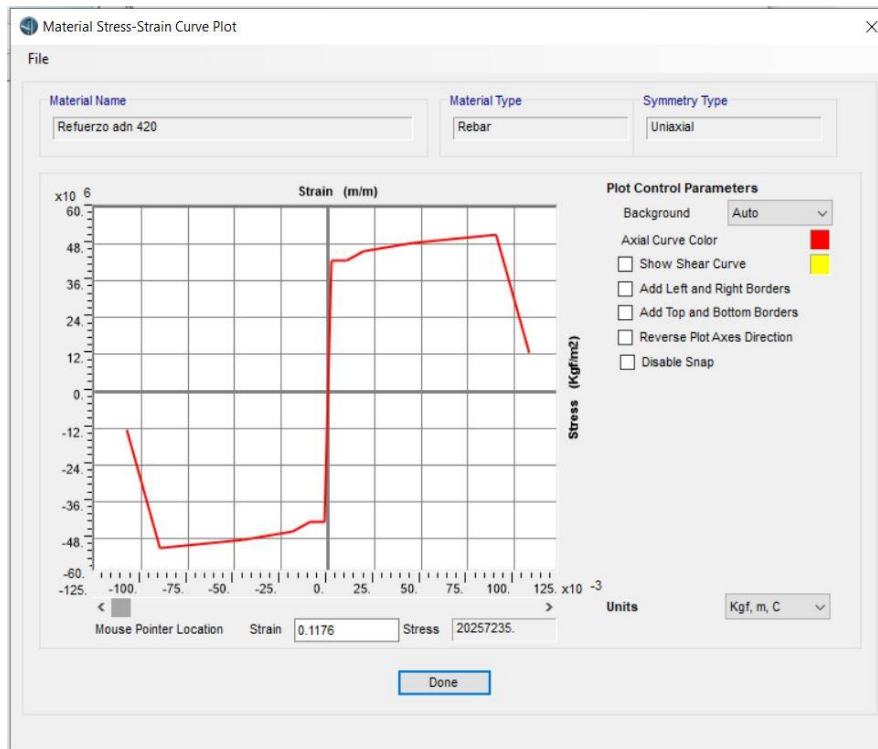 Material Stress-Strain Curve Plot
File
Material Name
Refuerzo adn 420
Material Type
Rebar
Symmetry Type
Uniaxial
x10 6
Strain (m/m)
60.
48.
36.
24.
12.
0.
-12.
-24.
-36.
-48.
-60.
-125. -100. -75. -50. -25. 0. 25. 50. 75. 100. 125. x10 -3
Stress (Kgf/m2)
Mouse Pointer Location Strain 0.1176 Stress 20257235.
Plot Control Parameters
Background Auto
Axial Curve Color
Show Shear Curve
Add Left and Right Borders
Add Top and Bottom Borders
Reverse Plot Axes Direction
Disable Snap
Units Kgf, m, C
Done